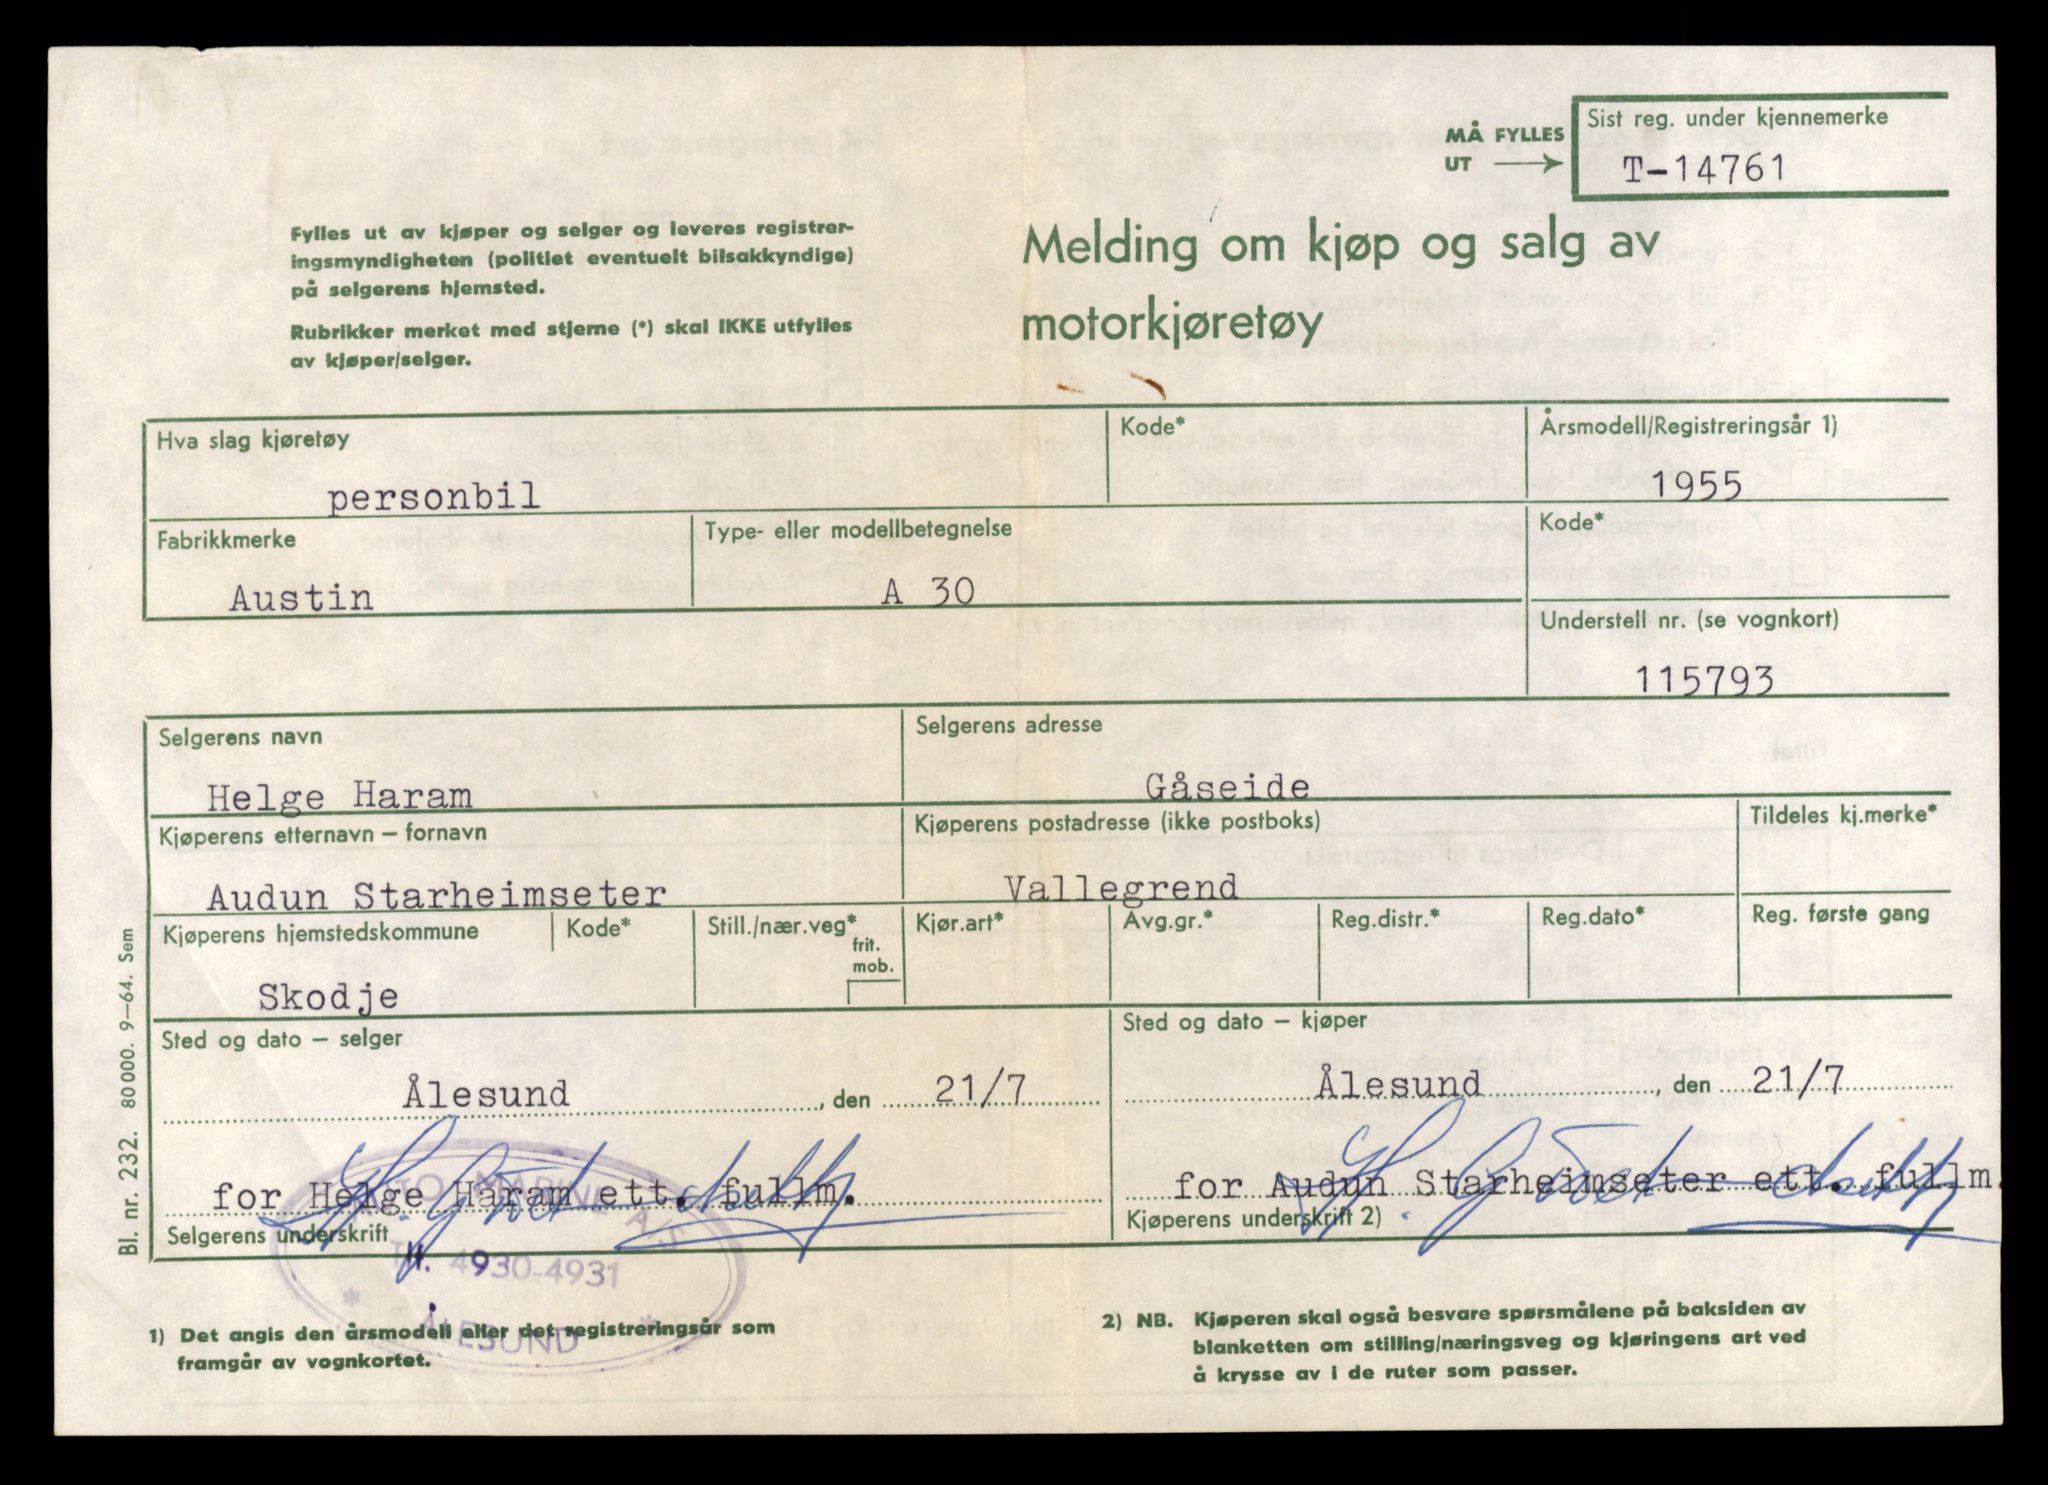 MÅ FYLLES
UT
Sist reg. under kjennemerke
T-14761
Fylles ut av kjøper og selger og leveres registrer-
ingsmyndigheten (politiet eventuelt bilsakkyndige)
på selgerens hjemsted.
Rubrikker merket med stjerne (*) skal IKKE utfylles
av kjøper/selger.
Melding om kjøp og salg av
motorkjøretøy
Hva slag kjøretøy
personbil
Kode*
Årsmodell/Registreringsår 1)
1955
Fabrikkmerke
Austin
Type- eller modellbetegnelse
A 30
Kode*
Understell nr. (se vognkort)
115793
Selgerens navn
Helge Haram
Selgerens adresse
Gåseide
Kjøperens etternavn – fornavn
Audun Starheimseter
Kjøperens postadresse (ikke postboks)
Vallegrend
Tildeles kj.merke*
Kjøperens hjemstedskommune
Skodje
Kode*
Still./nær.veg*
frit.
mob.
Kjør.art*
Avg.gr.*
Reg.distr.*
Reg.dato*
Reg. første gang
Sted og dato – selger
Ålesund, den 21/7
for Helge Haram ett. fullm.
Selgerens underskrift
Sted og dato – kjøper
Ålesund, den 21/7
for Audun Starheimseter ett. fullm.
Kjøperens underskrift 2)
AUTO MARINE A/S
Tlf. 4930-4931
* ÅLESUND *
1) Det angis den årsmodell eller det registreringsår som
framgår av vognkortet.
2) NB. Kjøperen skal også besvare spørsmålene på baksiden av
blanketten om stilling/næringsveg og kjøringens art ved
å krysse av i de ruter som passer.
Bl. nr. 232. 80 000. 9–64. Sem